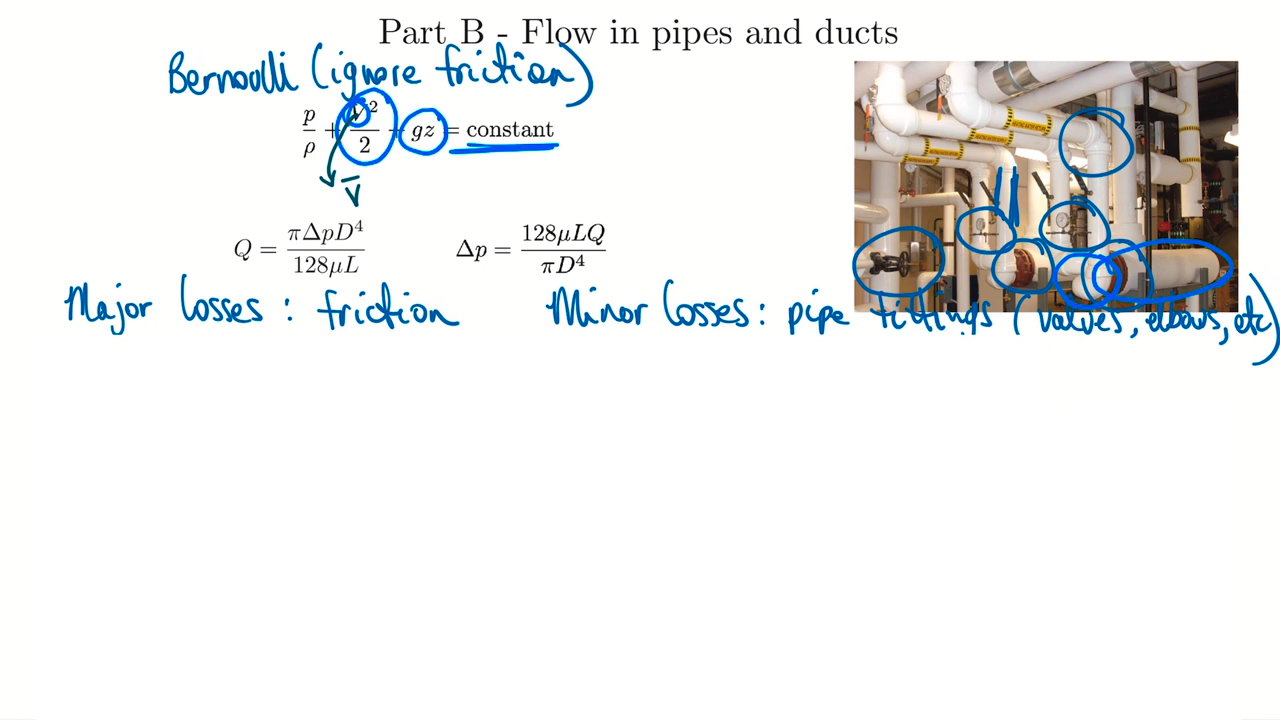 Part B - Flow in pipes and ducts
Bernoulli (ignore friction)
p/ρ + V²/2 + gz = constant
V̄
Q = πΔpD⁴/128μL    Δp = 128μLQ/πD⁴
Major losses : friction    Minor losses : pipe fittings (valves, elbows, etc)